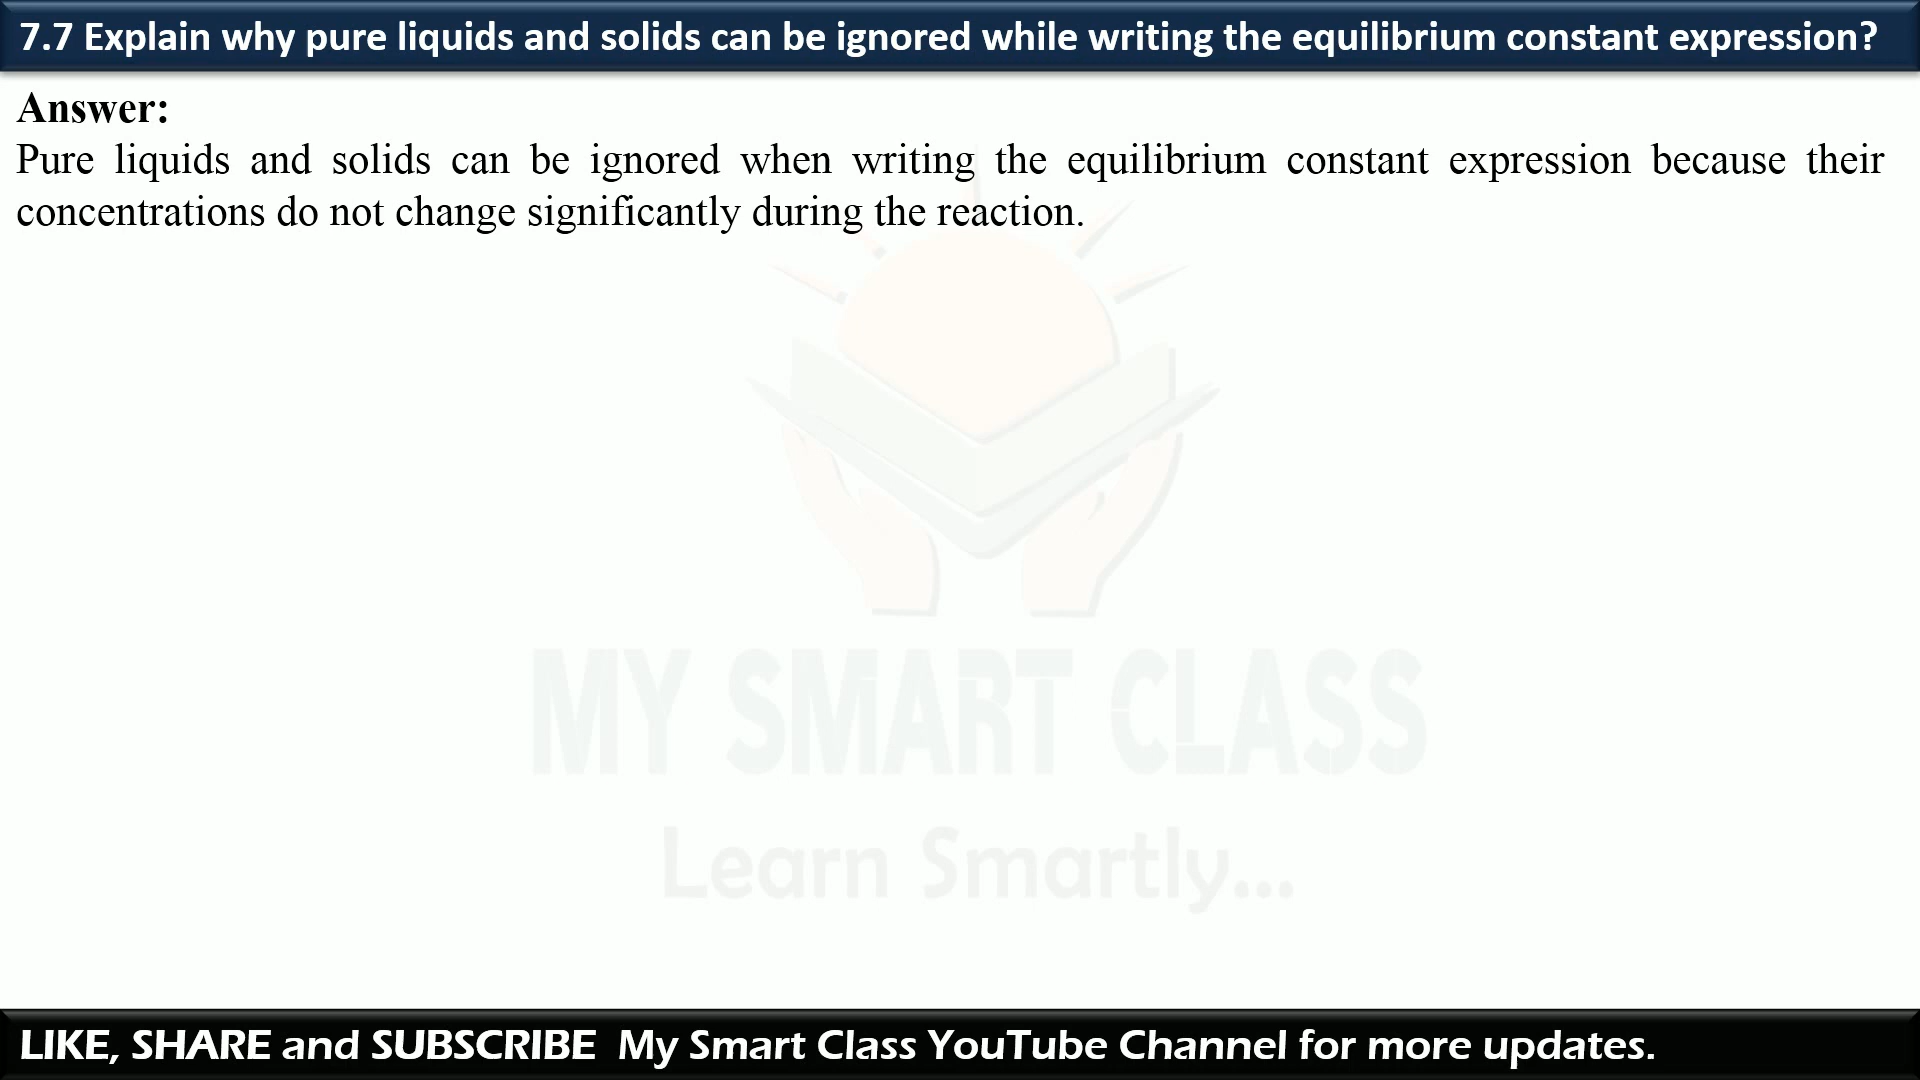 7.7 Explain why pure liquids and solids can be ignored while writing the equilibrium constant expression?
Answer:
Pure liquids and solids can be ignored when writing the equilibrium constant expression because their
concentrations do not change significantly during the reaction.
MY SMART CLASS
Learn Smartly...
LIKE, SHARE and SUBSCRIBE My Smart Class YouTube Channel for more updates.